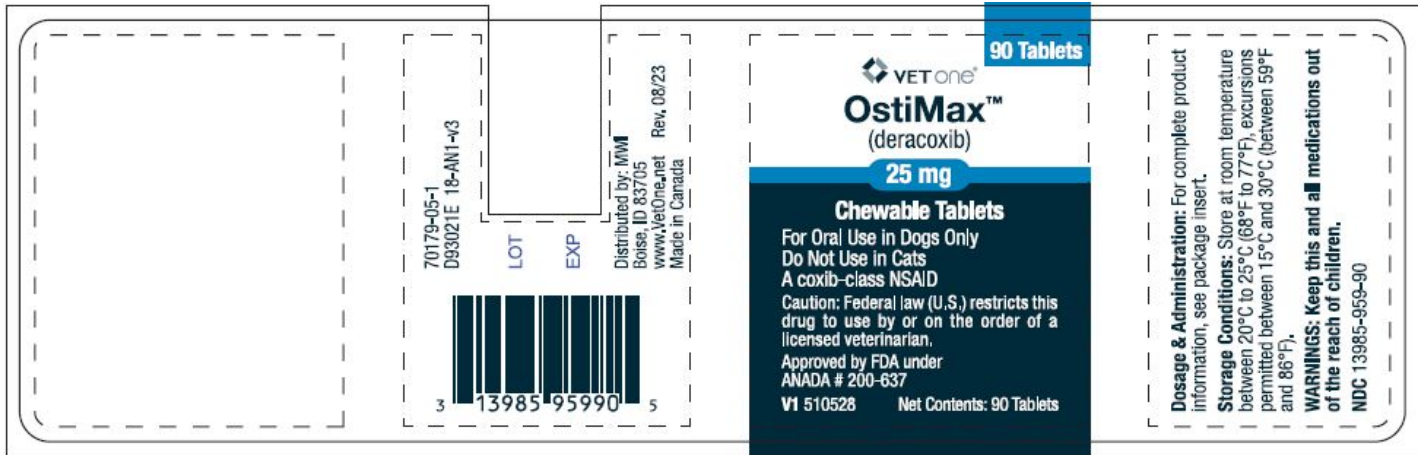 70179-05-1
D93021E 18-AN1-v3
LOT
EXP
Distributed by: MWI
Boise, ID 83705
www.VetOne.net Rev. 08/23
Made in Canada
3 13985 95990 5
90 Tablets
VET one®
OstiMax™
(deracoxib)
25 mg
Chewable Tablets
For Oral Use in Dogs Only
Do Not Use in Cats
A coxib-class NSAID
Caution: Federal law (U.S.) restricts this
drug to use by or on the order of a
licensed veterinarian.
Approved by FDA under
ANADA # 200-637
V1 510528 Net Contents: 90 Tablets
Dosage & Administration: For complete product
information, see package insert.
Storage Conditions: Store at room temperature
between 20°C to 25°C (68°F to 77°F), excursions
permitted between 15°C and 30°C (between 59°F
and 86°F).
WARNINGS: Keep this and all medications out
of the reach of children.
NDC 13985-959-90